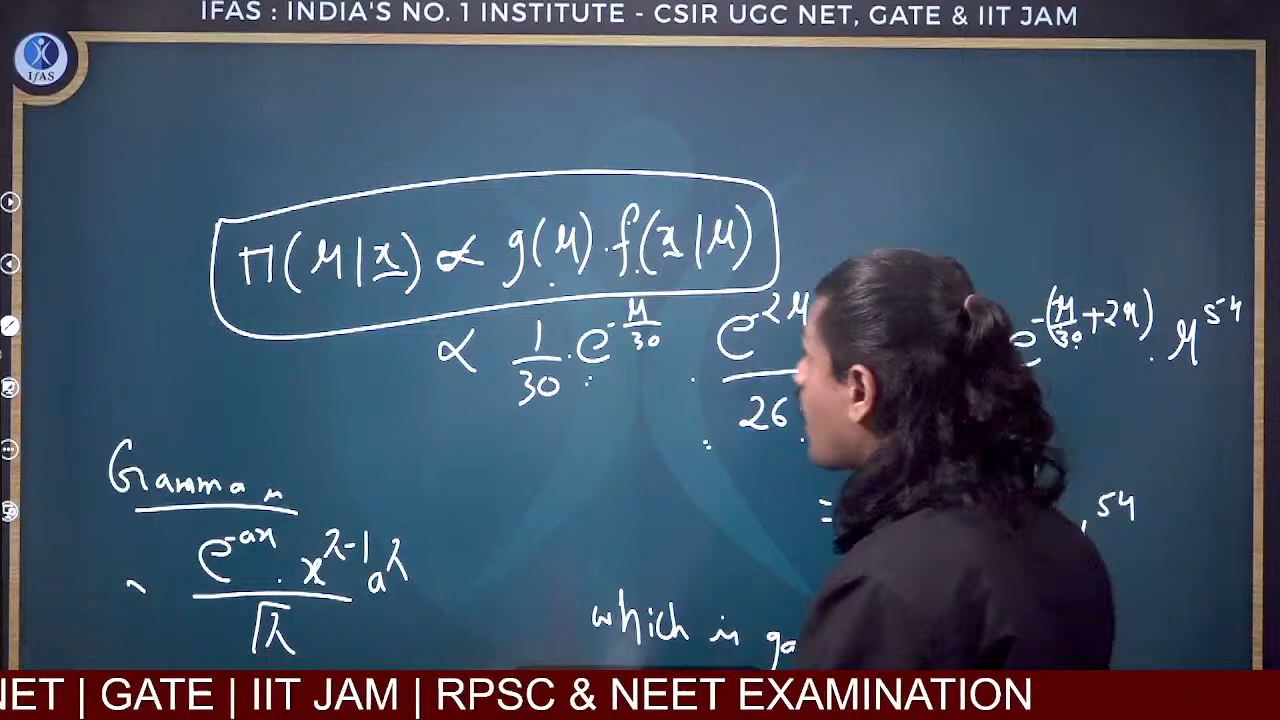 IFAS : INDIA'S NO. 1 INSTITUTE - CSIR UGC NET, GATE & IIT JAM
IFAS
Π(μ|x) ∝ g(μ).f(x|μ)
∝ 1/30 . e^-μ/30 . e^-2μ / 26 e^-(μ/30+2μ) . μ^54
Gamma
e^-ax . x^λ-1 a^λ / Γλ
= 54
which is
NET | GATE | IIT JAM | RPSC & NEET EXAMINATION